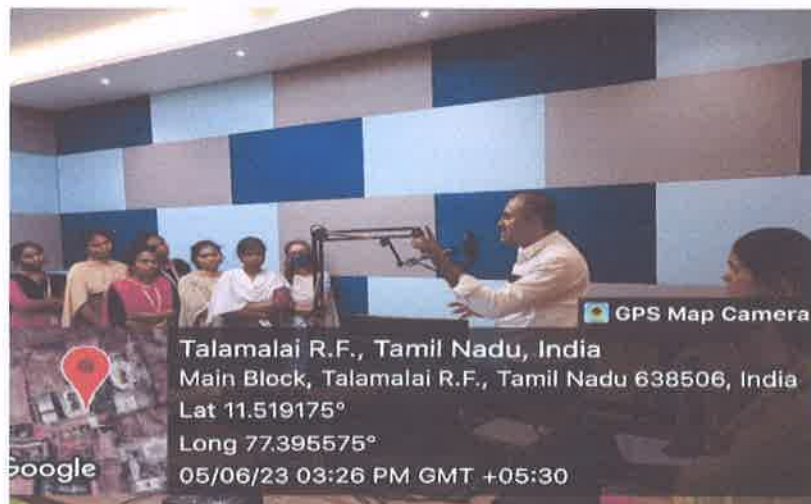 GPS Map Camera
Talamalai R.F., Tamil Nadu, India
Main Block, Talamalai R.F., Tamil Nadu 638506, India
Lat 11.519175°
Long 77.395575°
05/06/23 03:26 PM GMT +05:30
Google